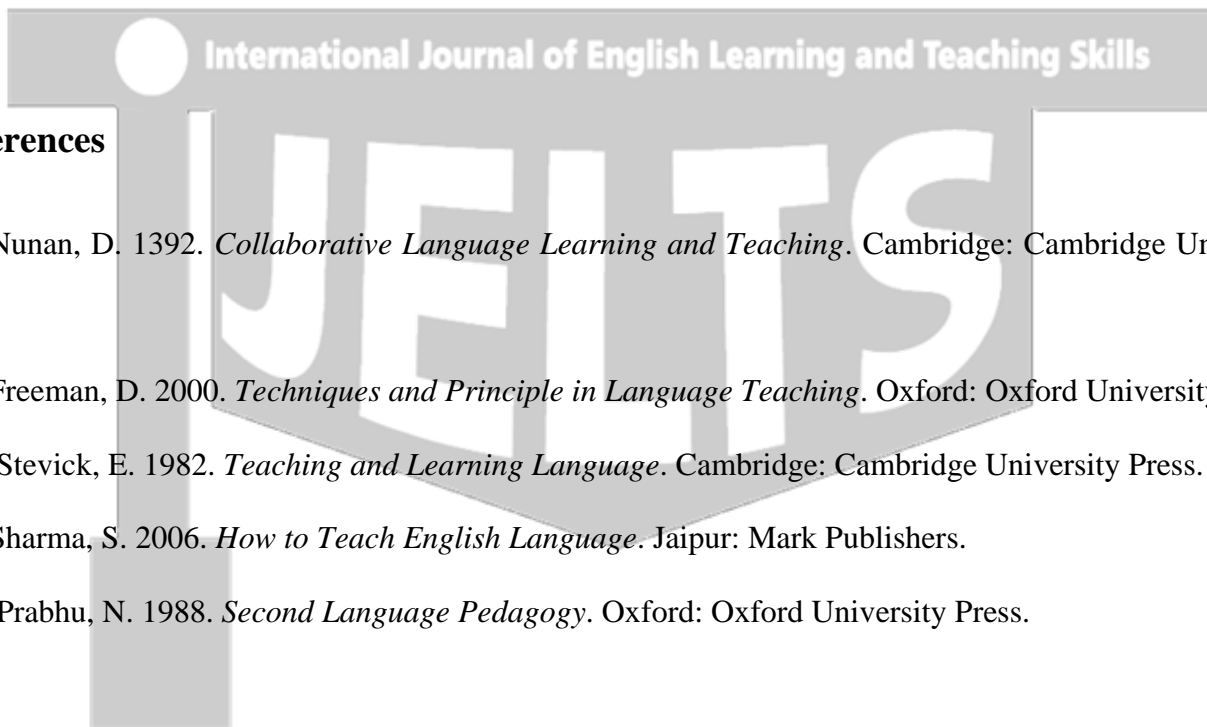 International Journal of English Learning and Teaching Skills
erences
IJELTS
Nunan, D. 1392. Collaborative Language Learning and Teaching. Cambridge: Cambridge Un
Freeman, D. 2000. Techniques and Principle in Language Teaching. Oxford: Oxford University
Stevick, E. 1982. Teaching and Learning Language. Cambridge: Cambridge University Press.
Sharma, S. 2006. How to Teach English Language. Jaipur: Mark Publishers.
Prabhu, N. 1988. Second Language Pedagogy. Oxford: Oxford University Press.